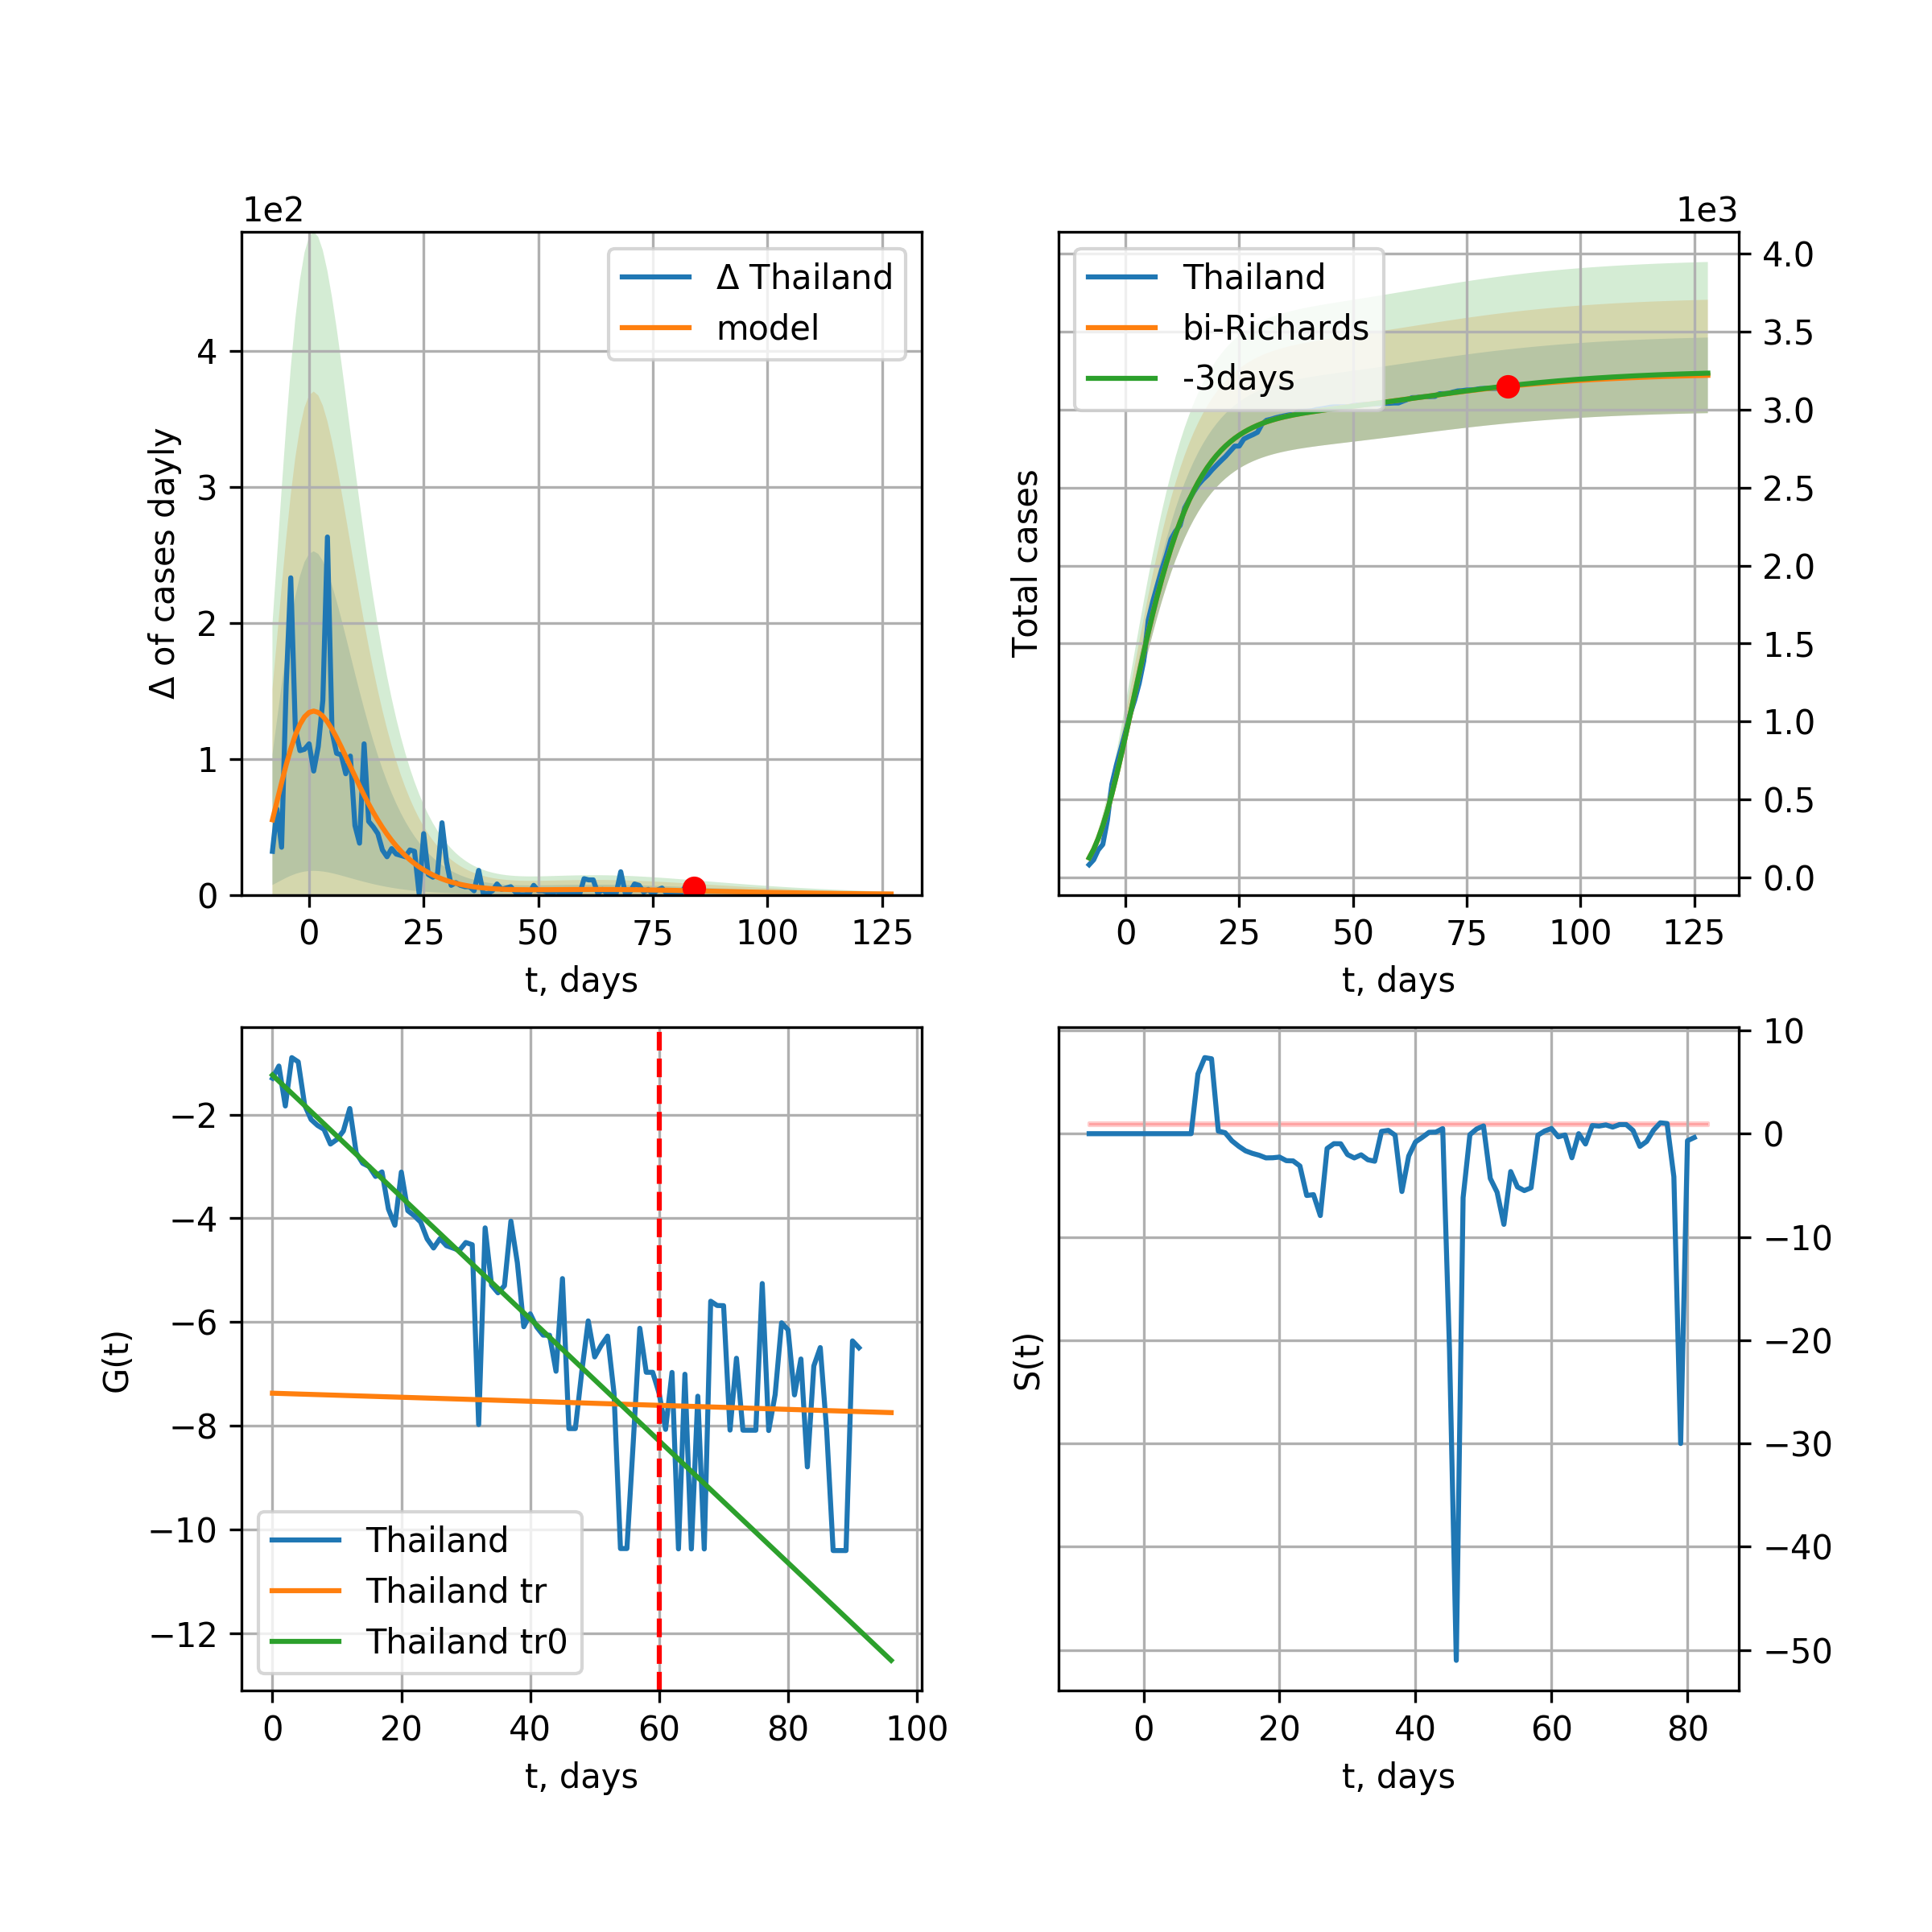 1e2
Δ of cases dayly
4
3
2
1
0
Δ Thailand
model
0 25 50 75 100 125
t, days
1e3
Total cases
Thailand
bi-Richards
-3days
4.0
3.5
3.0
2.5
2.0
1.5
1.0
0.5
0.0
0 25 50 75 100 125
t, days
G(t)
−2
−4
−6
−8
−10
−12
Thailand
Thailand tr
Thailand tr0
0 20 40 60 80 100
t, days
S(t)
10
0
−10
−20
−30
−40
−50
0 20 40 60 80
t, days